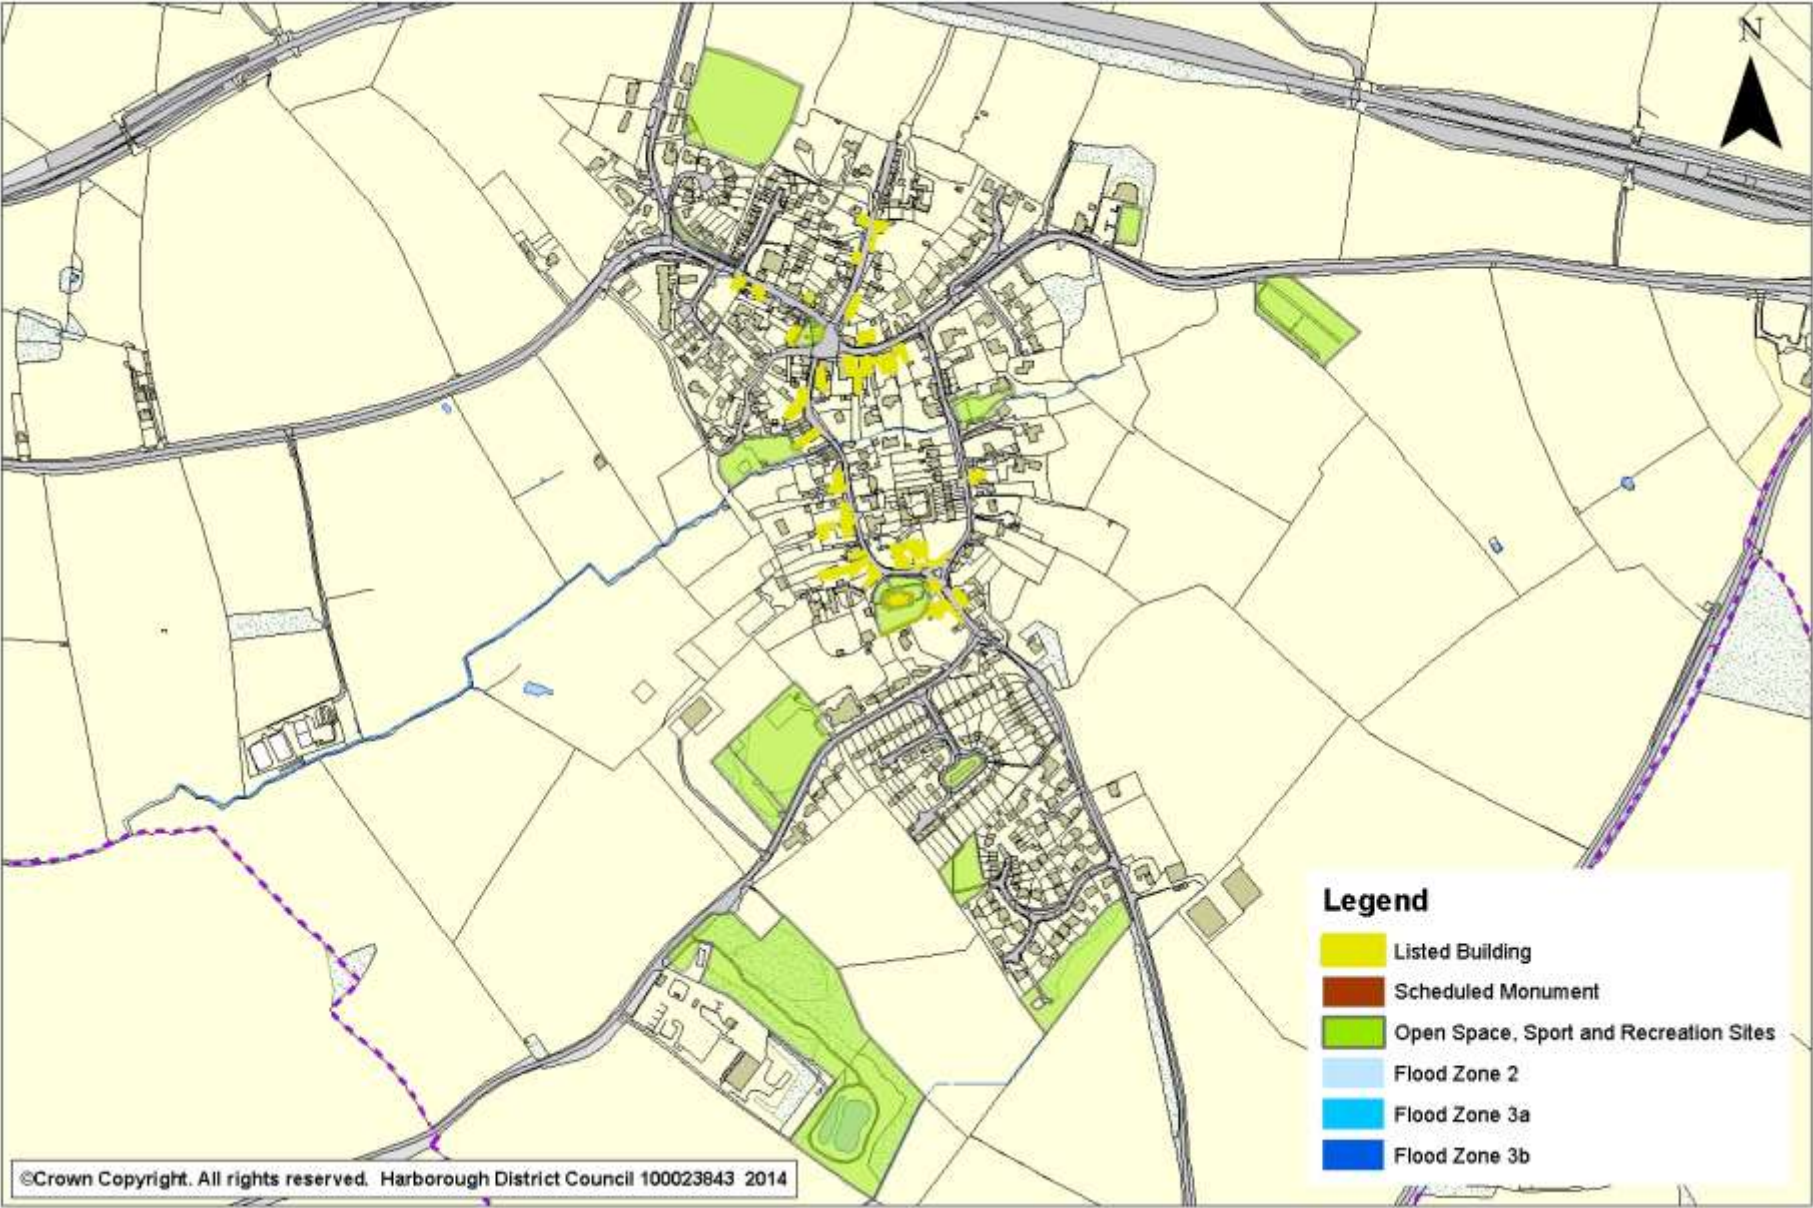 N
Legend
Listed Building
Scheduled Monument
Open Space, Sport and Recreation Sites
Flood Zone 2
Flood Zone 3a
Flood Zone 3b
©Crown Copyright. All rights reserved. Harborough District Council 100023843 2014